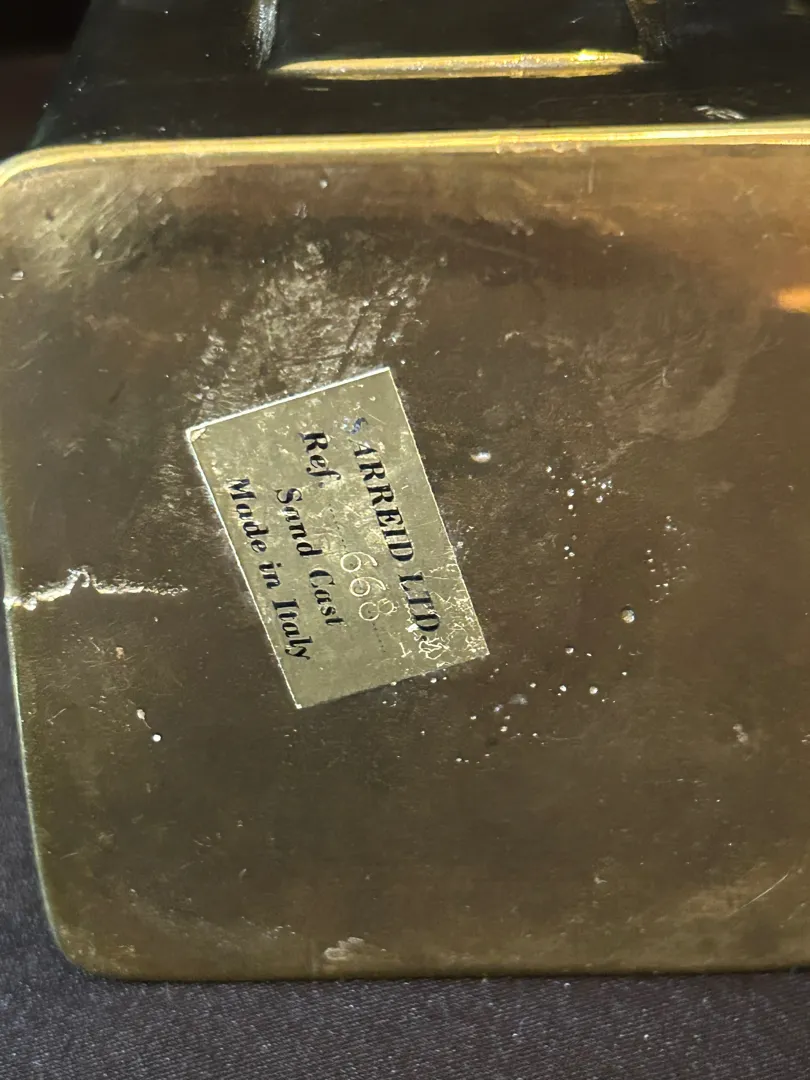 SARREID LTD.
Ref. ....... 668 ......
Sand Cast
Made in Italy